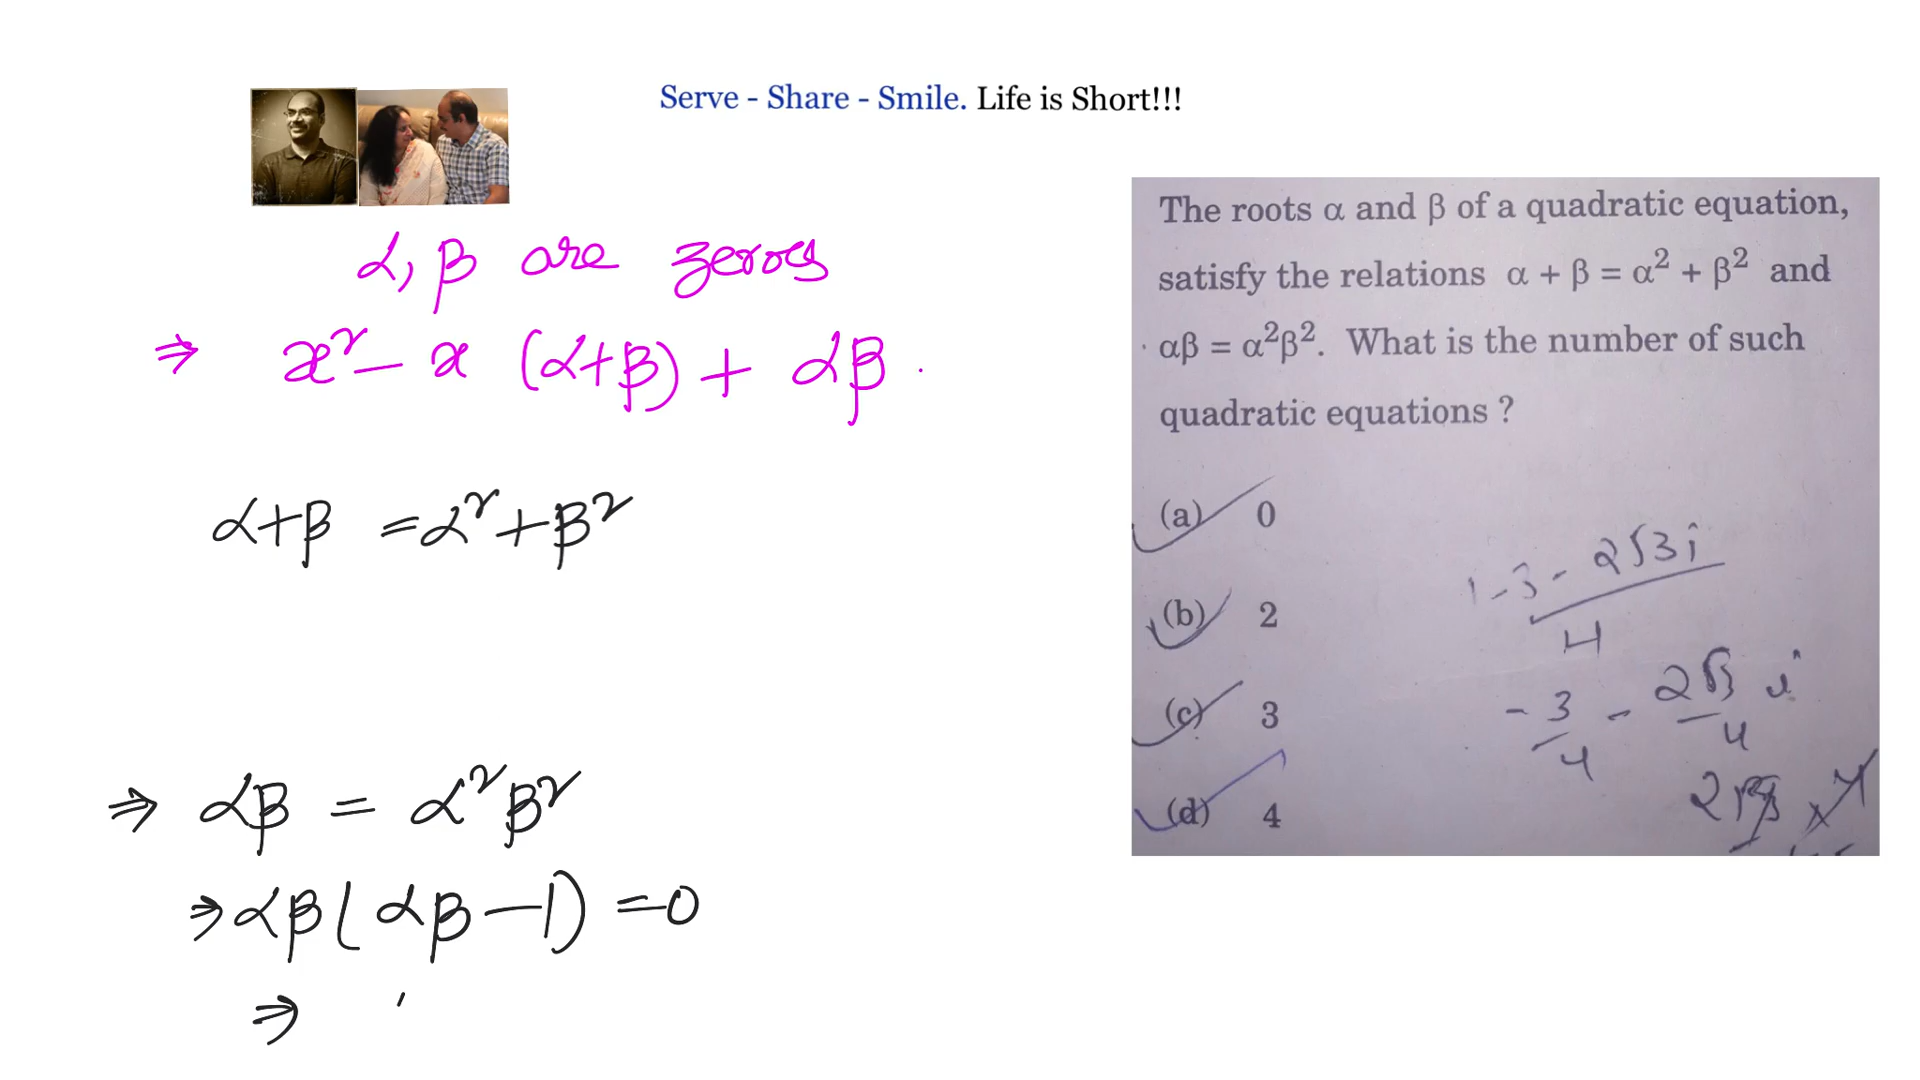 Serve - Share - Smile. Life is Short!!!
α, β are zeroes
⇒ x² - x (α+β) + αβ .
α+β = α² + β²
⇒ αβ = α²β²
⇒ αβ ( αβ - 1) = 0
⇒
The roots α and β of a quadratic equation,
satisfy the relations α + β = α² + β² and
αβ = α²β². What is the number of such
quadratic equations ?
(a) 0
(b) 2
(c) 3
(d) 4
1 - 3 - 2√3 i
4
- 3/4 - 2√3/4 i